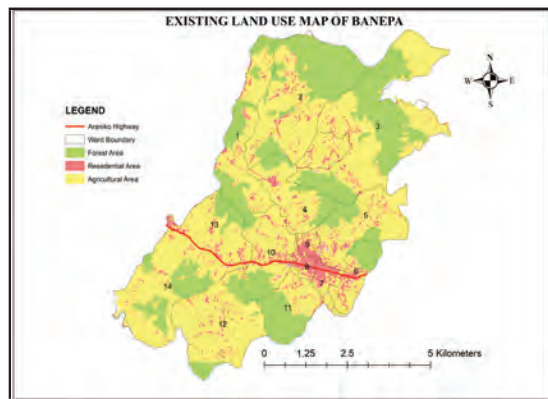 EXISTING LAND USE MAP OF BANEPA
N
W E
S
LEGEND
Araniko Highway
Ward Boundary
Forest Area
Resedential Area
Agricultural Area
2
1
3
4
5
13
10
9
8
6
7
14
11
12
0 1.25 2.5 5 Kilometers